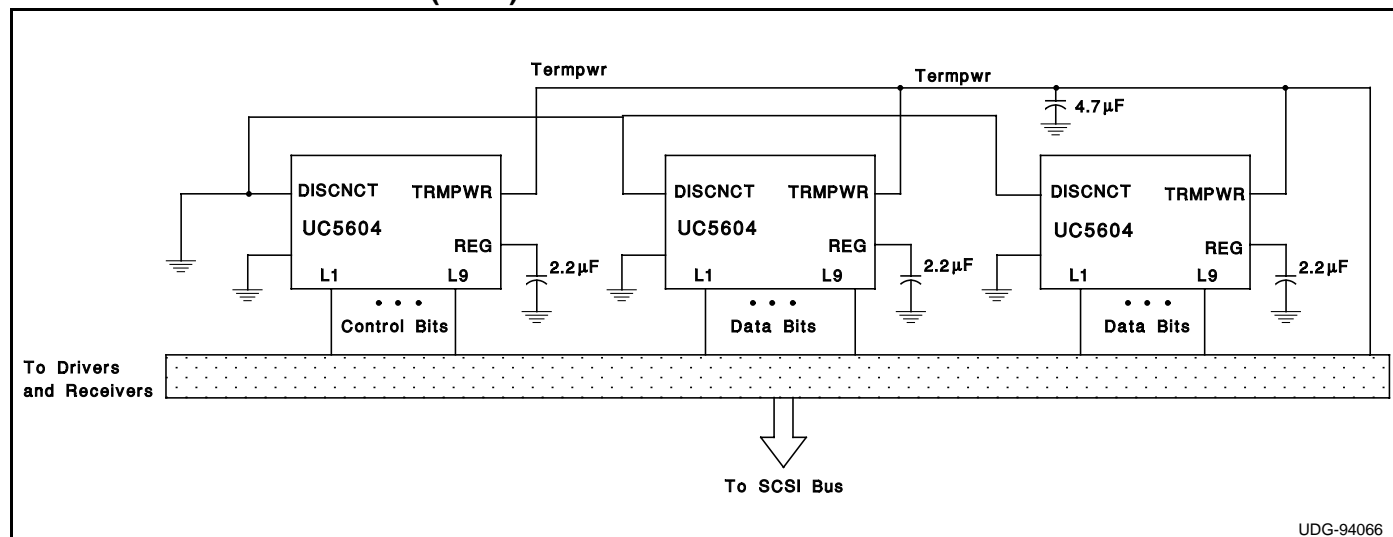 Termpwr
Termpwr
4.7µF
DISCNCT TRMPWR
UC5604
REG
L1 L9
2.2µF
• • •
Control Bits
DISCNCT TRMPWR
UC5604
REG
L1 L9
2.2µF
• • •
Data Bits
DISCNCT TRMPWR
UC5604
REG
L1 L9
2.2µF
• • •
Data Bits
To Drivers
and Receivers
To SCSI Bus
UDG-94066